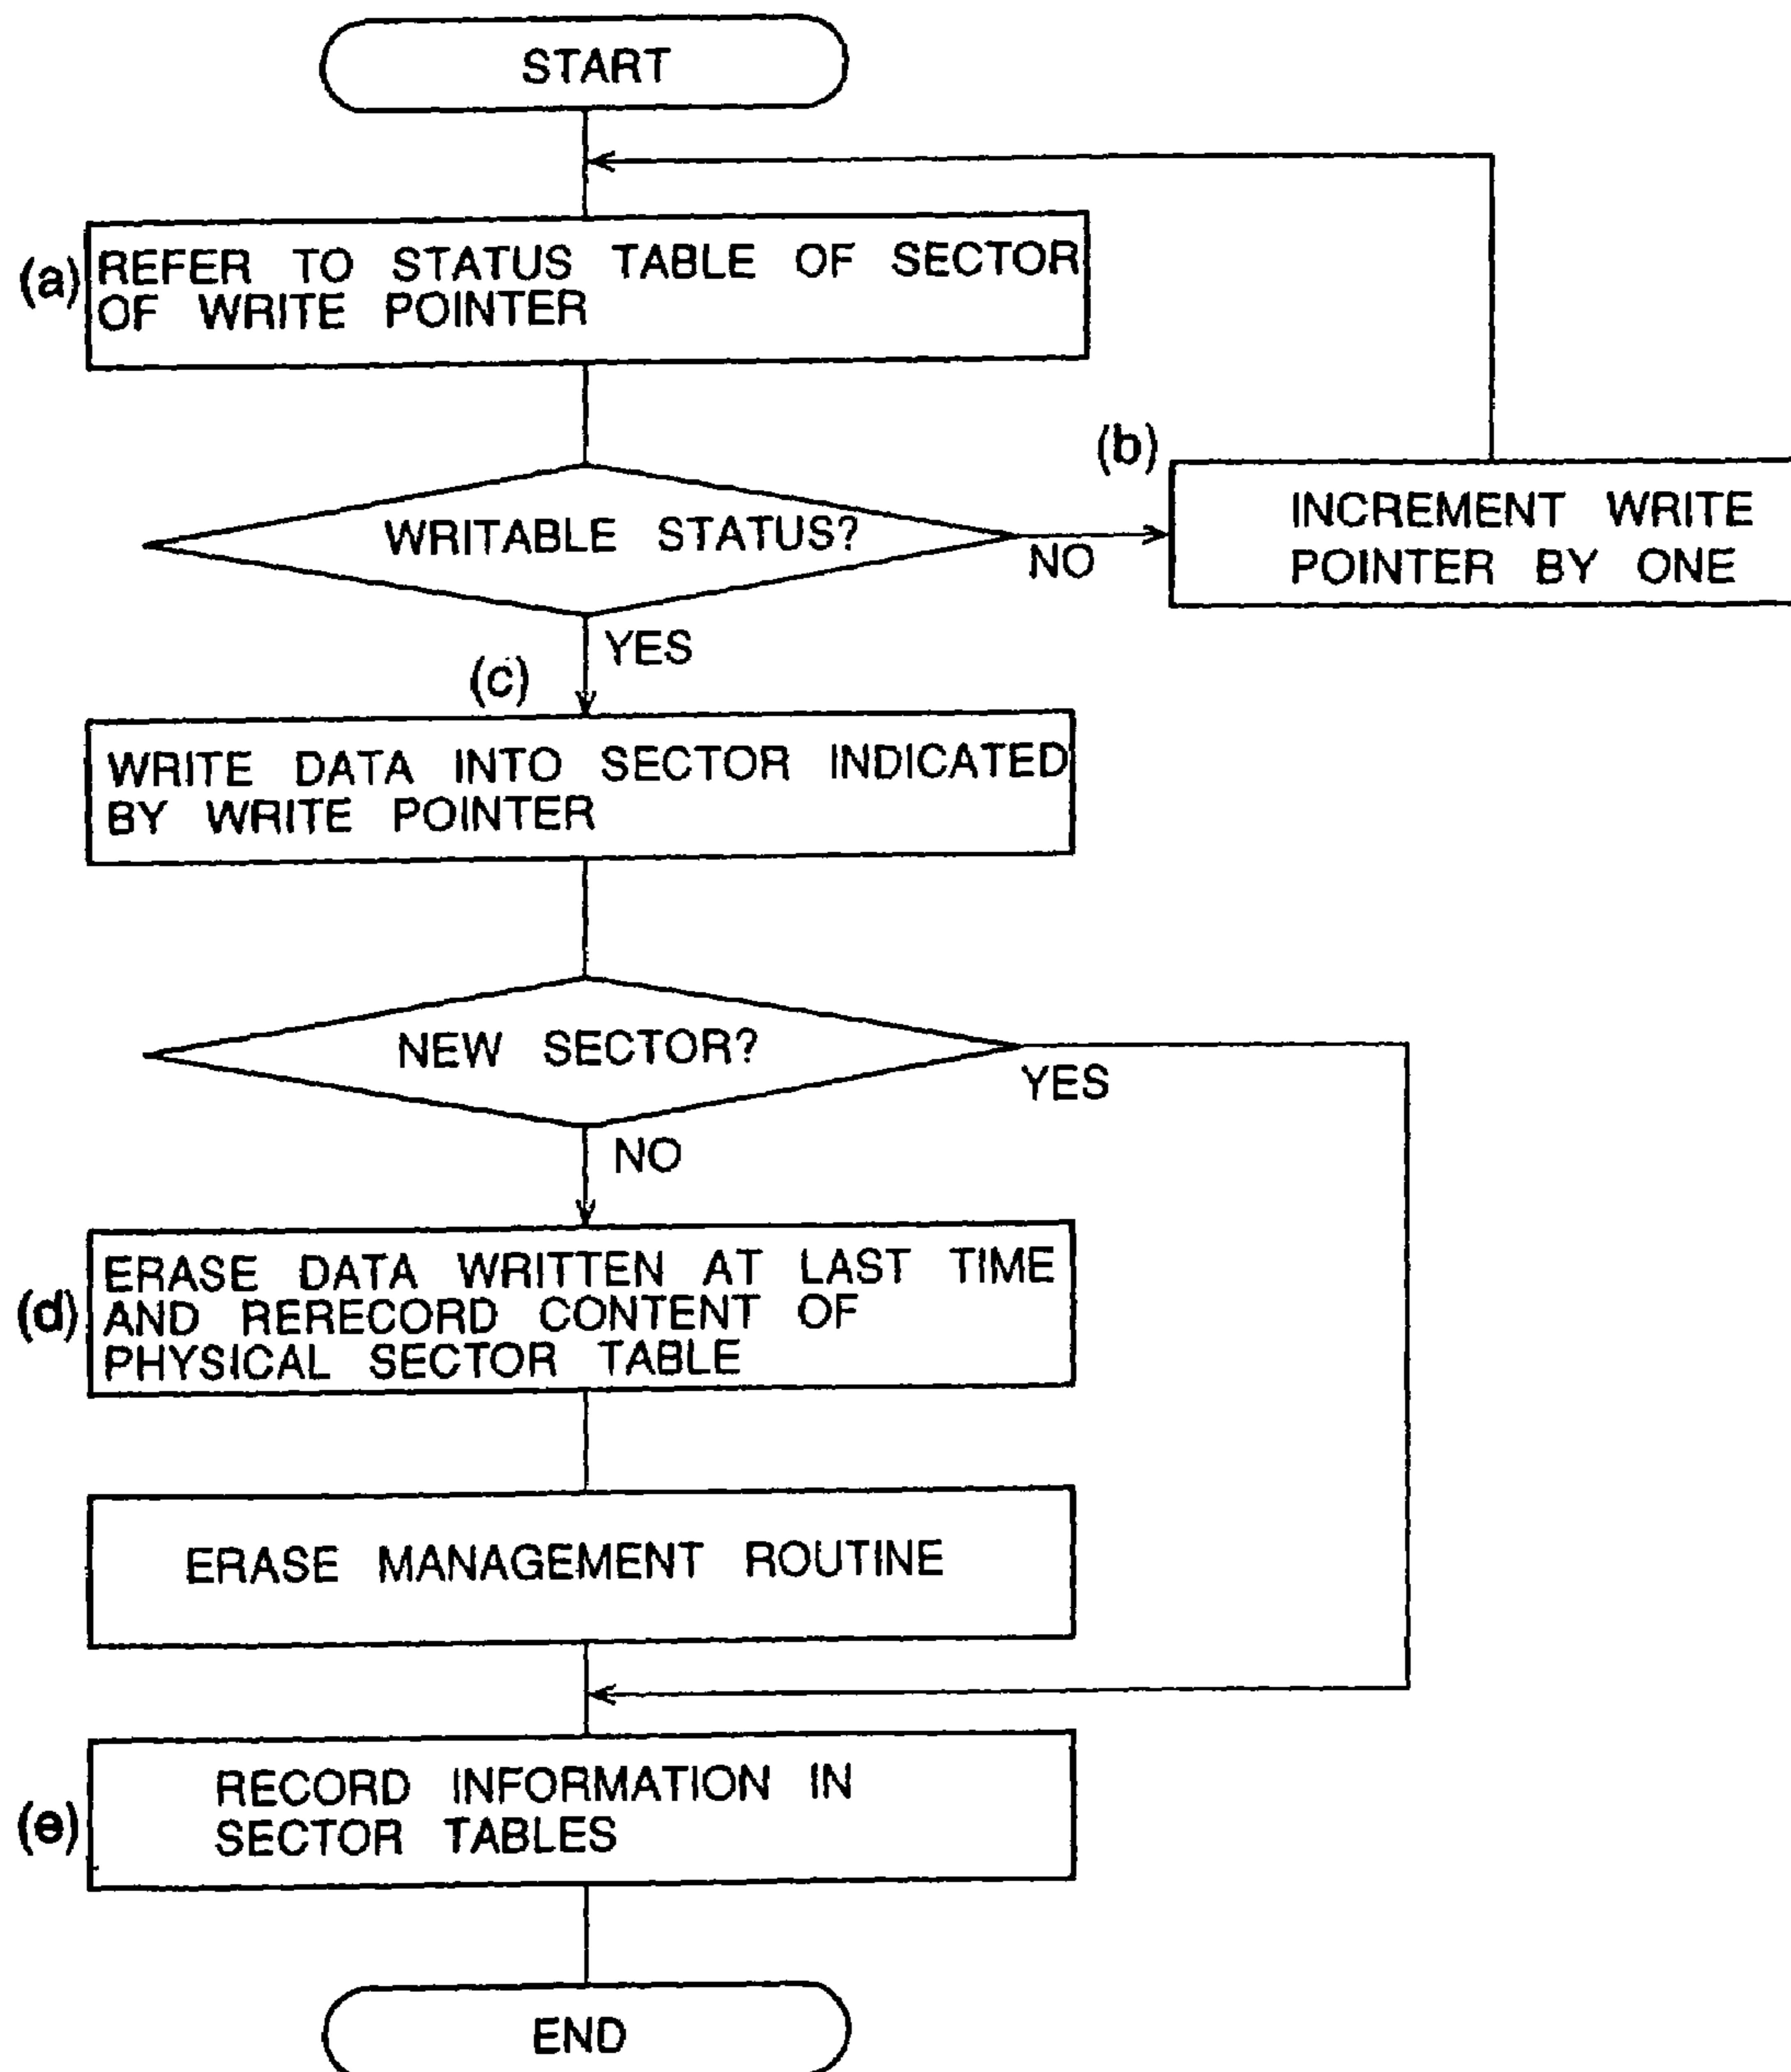 START
(a)
REFER TO STATUS TABLE OF SECTOR
OF WRITE POINTER
WRITABLE STATUS?
NO
(b)
INCREMENT WRITE
POINTER BY ONE
YES
(c)
WRITE DATA INTO SECTOR INDICATED
BY WRITE POINTER
NEW SECTOR?
YES
NO
(d)
ERASE DATA WRITTEN AT LAST TIME
AND RERECORD CONTENT OF
PHYSICAL SECTOR TABLE
ERASE MANAGEMENT ROUTINE
(e)
RECORD INFORMATION IN
SECTOR TABLES
END